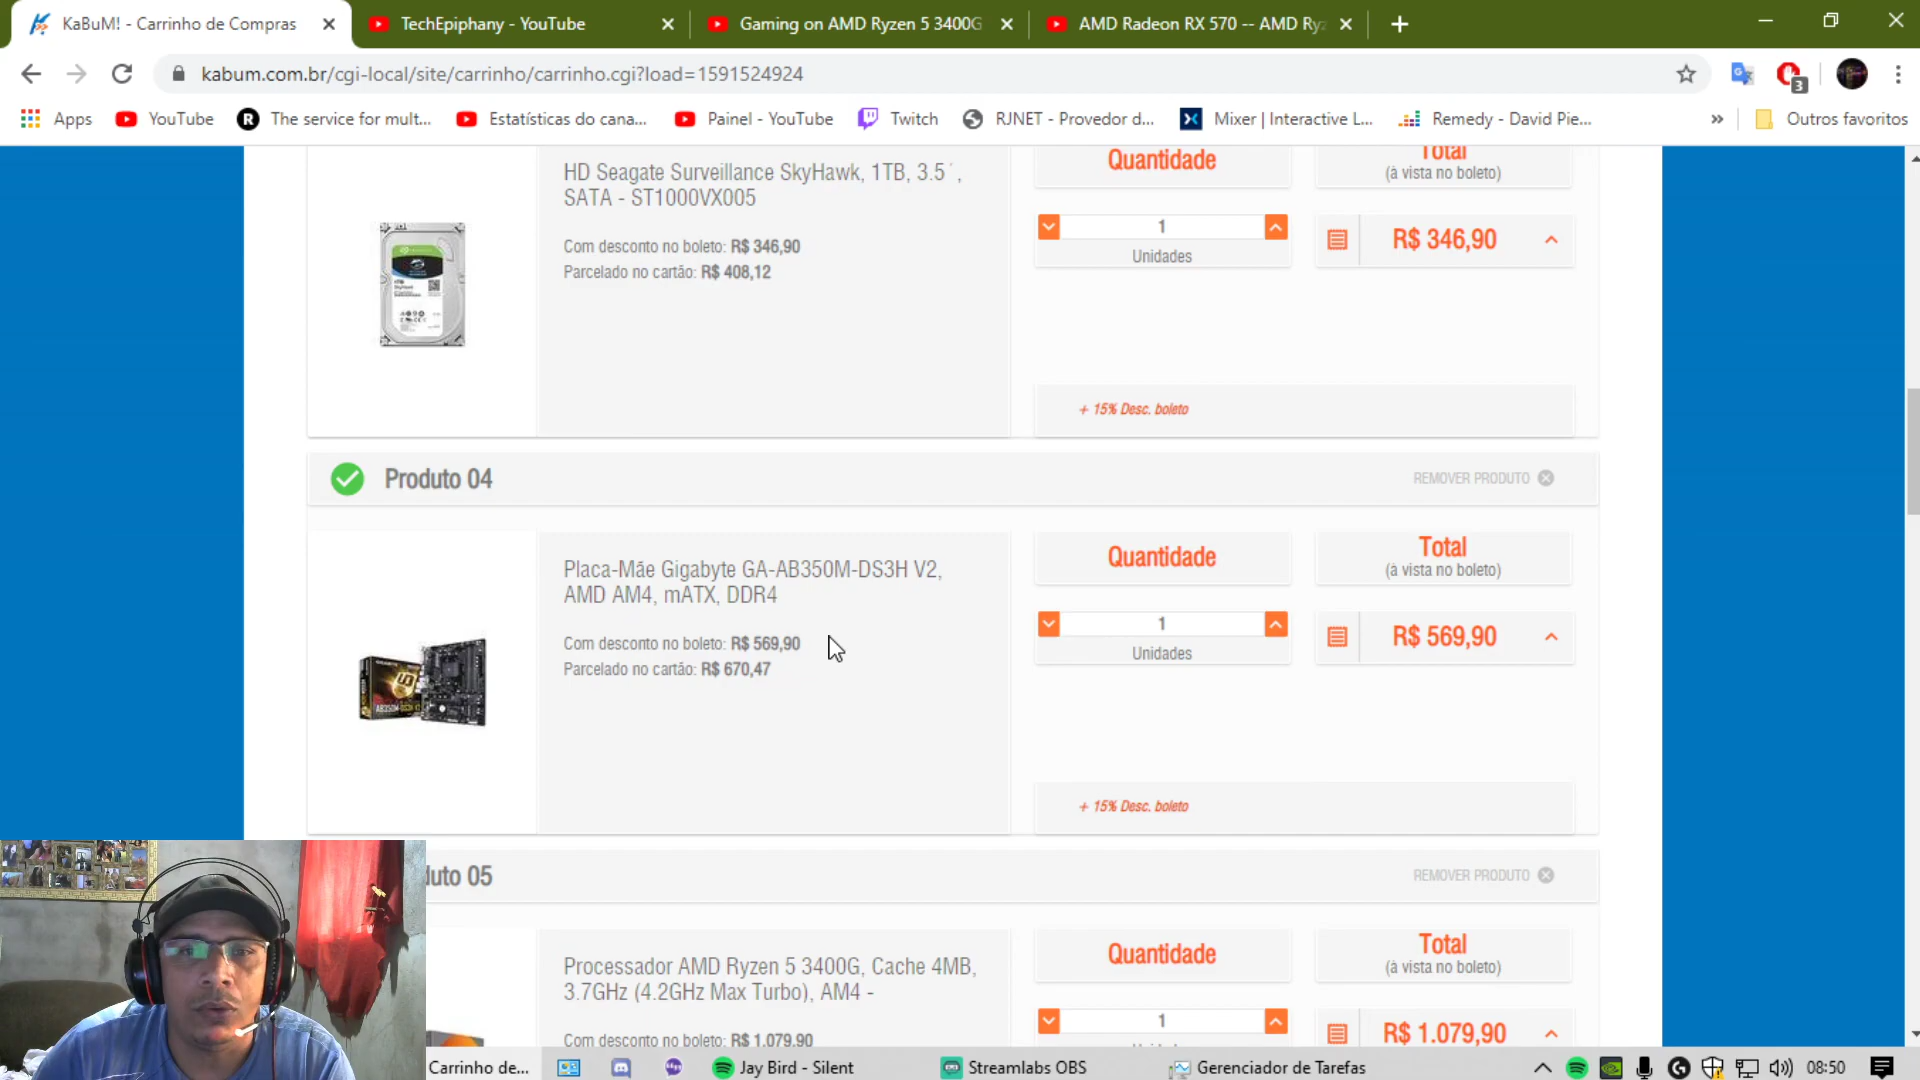 KaBuM! - Carrinho de Compras
TechEpiphany - YouTube
Gaming on AMD Ryzen 5 3400G
AMD Radeon RX 570 -- AMD Ry
kabum.com.br/cgi-local/site/carrinho/carrinho.cgi?load=1591524924
3
Apps
YouTube
The service for mult...
Estatísticas do cana...
Painel - YouTube
Twitch
RJNET - Provedor d...
Mixer | Interactive L...
Remedy - David Pie...
»
Outros favoritos
HD Seagate Surveillance SkyHawk, 1TB, 3.5´,
SATA - ST1000VX005
Com desconto no boleto: R$ 346,90
Parcelado no cartão: R$ 408,12
Quantidade
1
Unidades
Total
(à vista no boleto)
R$ 346,90
+ 15% Desc. boleto
Produto 04
REMOVER PRODUTO
Placa-Mãe Gigabyte GA-AB350M-DS3H V2,
AMD AM4, mATX, DDR4
Com desconto no boleto: R$ 569,90
Parcelado no cartão: R$ 670,47
Quantidade
1
Unidades
Total
(à vista no boleto)
R$ 569,90
+ 15% Desc. boleto
duto 05
REMOVER PRODUTO
Processador AMD Ryzen 5 3400G, Cache 4MB,
3.7GHz (4.2GHz Max Turbo), AM4 -
Com desconto no boleto: R$ 1.079,90
Quantidade
1
Total
(à vista no boleto)
R$ 1.079,90
Carrinho de...
Jay Bird - Silent
Streamlabs OBS
Gerenciador de Tarefas
08:50